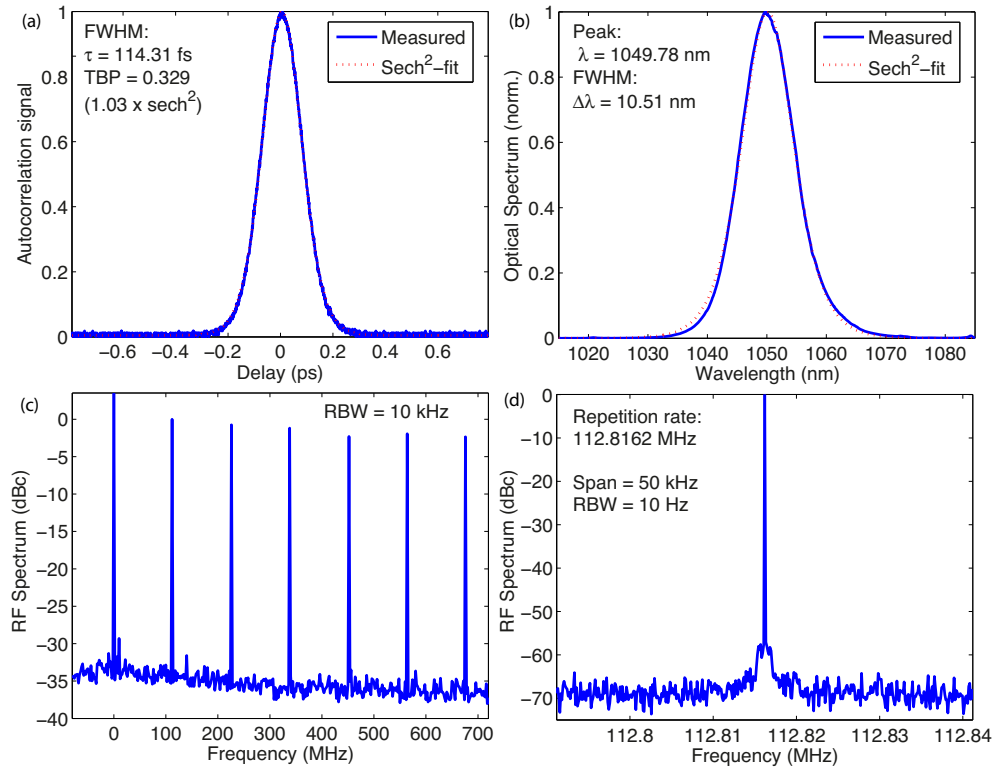 (a)
FWHM:
τ = 114.31 fs
TBP = 0.329
(1.03 x sech²)
Measured
Sech²−fit
Autocorrelation signal
1
0.8
0.6
0.4
0.2
0
−0.6 −0.4 −0.2 0 0.2 0.4 0.6
Delay (ps)
(b)
Peak:
λ = 1049.78 nm
FWHM:
Δλ = 10.51 nm
Measured
Sech²−fit
Optical Spectrum (norm.)
1
0.8
0.6
0.4
0.2
0
1020 1030 1040 1050 1060 1070 1080
Wavelength (nm)
(c)
RBW = 10 kHz
RF Spectrum (dBc)
0
−5
−10
−15
−20
−25
−30
−35
−40
0 100 200 300 400 500 600 700
Frequency (MHz)
(d)
Repetition rate:
112.8162 MHz
Span = 50 kHz
RBW = 10 Hz
RF Spectrum (dBc)
0
−10
−20
−30
−40
−50
−60
−70
112.8 112.81 112.82 112.83 112.84
Frequency (MHz)